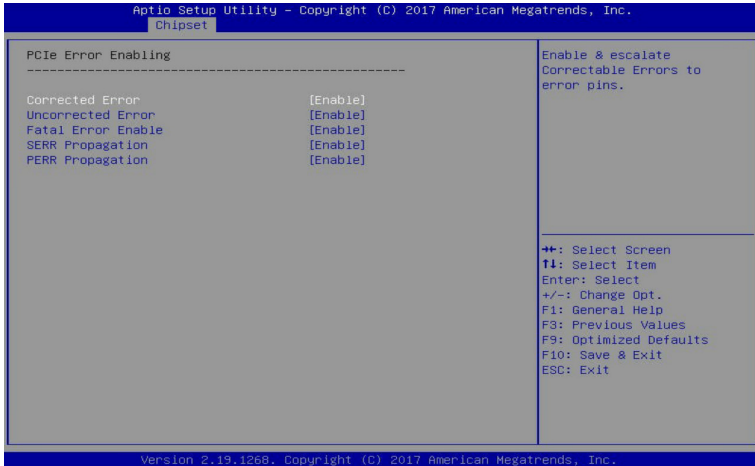 Aptio Setup Utility – Copyright (C) 2017 American Megatrends, Inc.
Chipset
PCIe Error Enabling
--------------------------------------------------
Corrected Error [Enable]
Uncorrected Error [Enable]
Fatal Error Enable [Enable]
SERR Propagation [Enable]
PERR Propagation [Enable]
Enable & escalate
Correctable Errors to
error pins.
→←: Select Screen
↑↓: Select Item
Enter: Select
+/-: Change Opt.
F1: General Help
F3: Previous Values
F9: Optimized Defaults
F10: Save & Exit
ESC: Exit
Version 2.19.1268. Copyright (C) 2017 American Megatrends, Inc.